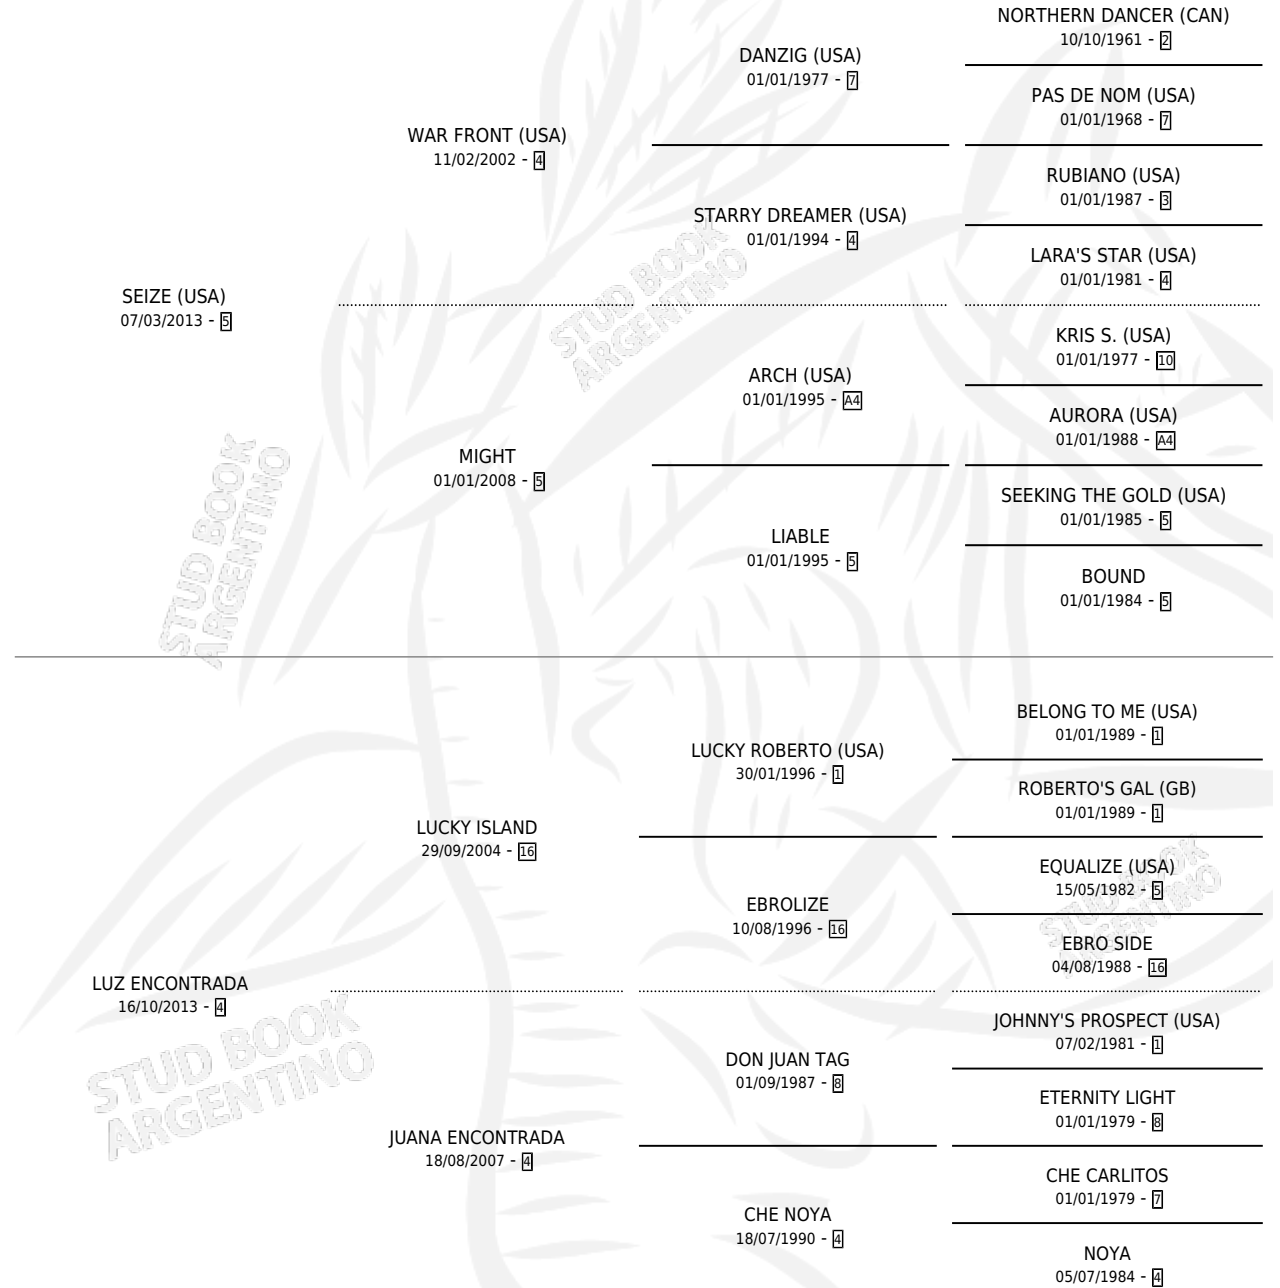 NORTHERN DANCER (CAN)
10/10/1961 - 2
DANZIG (USA)
01/01/1977 - 7
PAS DE NOM (USA)
01/01/1968 - 7
WAR FRONT (USA)
11/02/2002 - 4
RUBIANO (USA)
01/01/1987 - 3
STARRY DREAMER (USA)
01/01/1994 - 4
LARA'S STAR (USA)
01/01/1981 - 4
SEIZE (USA)
07/03/2013 - 5
STUD BOOK
ARGENTINO
KRIS S. (USA)
01/01/1977 - 10
ARCH (USA)
01/01/1995 - A4
AURORA (USA)
01/01/1988 - A4
MIGHT
01/01/2008 - 5
SEEKING THE GOLD (USA)
01/01/1985 - 5
LIABLE
01/01/1995 - 5
BOUND
01/01/1984 - 5
STUD BOOK
ARGENTINO
BELONG TO ME (USA)
01/01/1989 - 1
LUCKY ROBERTO (USA)
30/01/1996 - 1
ROBERTO'S GAL (GB)
01/01/1989 - 1
LUCKY ISLAND
29/09/2004 - 16
EQUALIZE (USA)
15/05/1982 - 5
EBROLIZE
10/08/1996 - 16
STUD BOOK
ARGENTINO
EBRO SIDE
04/08/1988 - 16
LUZ ENCONTRADA
16/10/2013 - 4
STUD BOOK
ARGENTINO
JOHNNY'S PROSPECT (USA)
07/02/1981 - 1
DON JUAN TAG
01/09/1987 - 8
ETERNITY LIGHT
01/01/1979 - 8
JUANA ENCONTRADA
18/08/2007 - 4
CHE CARLITOS
01/01/1979 - 7
CHE NOYA
18/07/1990 - 4
NOYA
05/07/1984 - 4